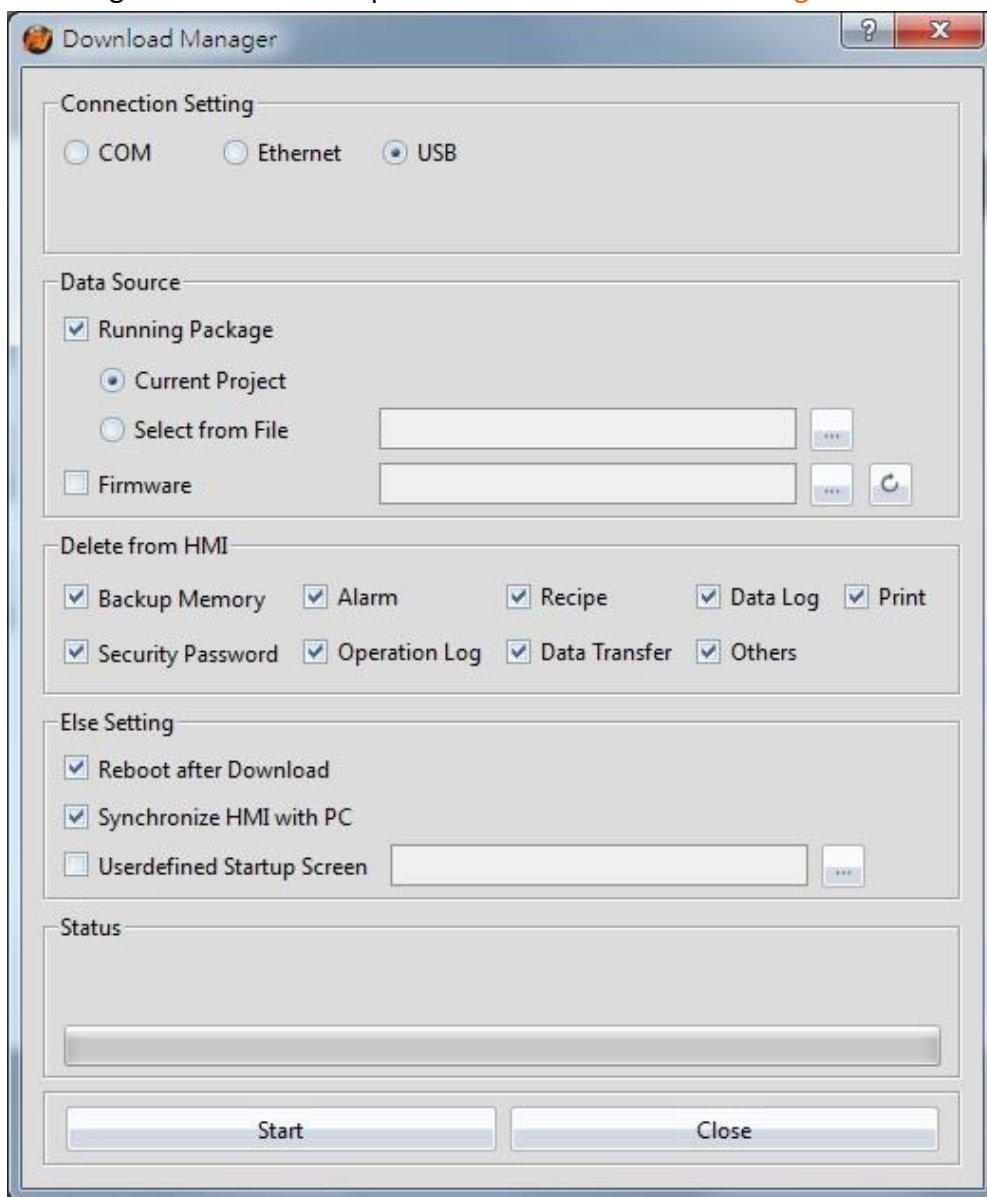 Download Manager
Connection Setting
COM Ethernet USB
Data Source
Running Package
Current Project
Select from File ...
Firmware ...
Delete from HMI
Backup Memory Alarm Recipe Data Log Print
Security Password Operation Log Data Transfer Others
Else Setting
Reboot after Download
Synchronize HMI with PC
Userdefined Startup Screen ...
Status
Start Close